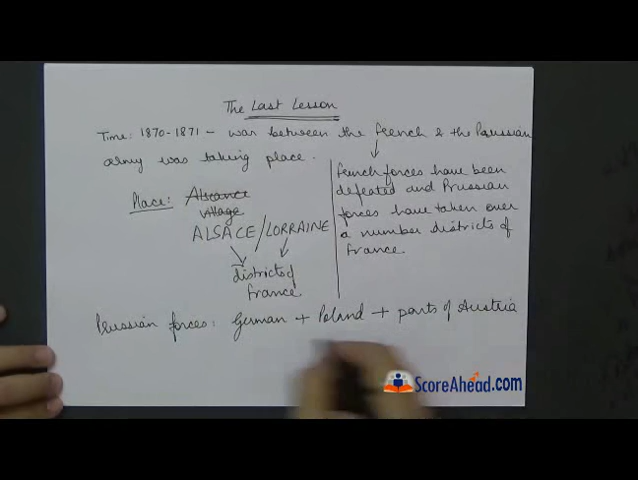 The Last Lesson
Time: 1870-1871 - war between the french & the Prussian
army was taking place.
french forces have been
defeated and Prussian
forces have taken over
a number districts of
france.
Place: Alsance
village
ALSACE / LORRAINE
districts of
france
Prussian forces: German + Poland + parts of Austria
ScoreAhead.com